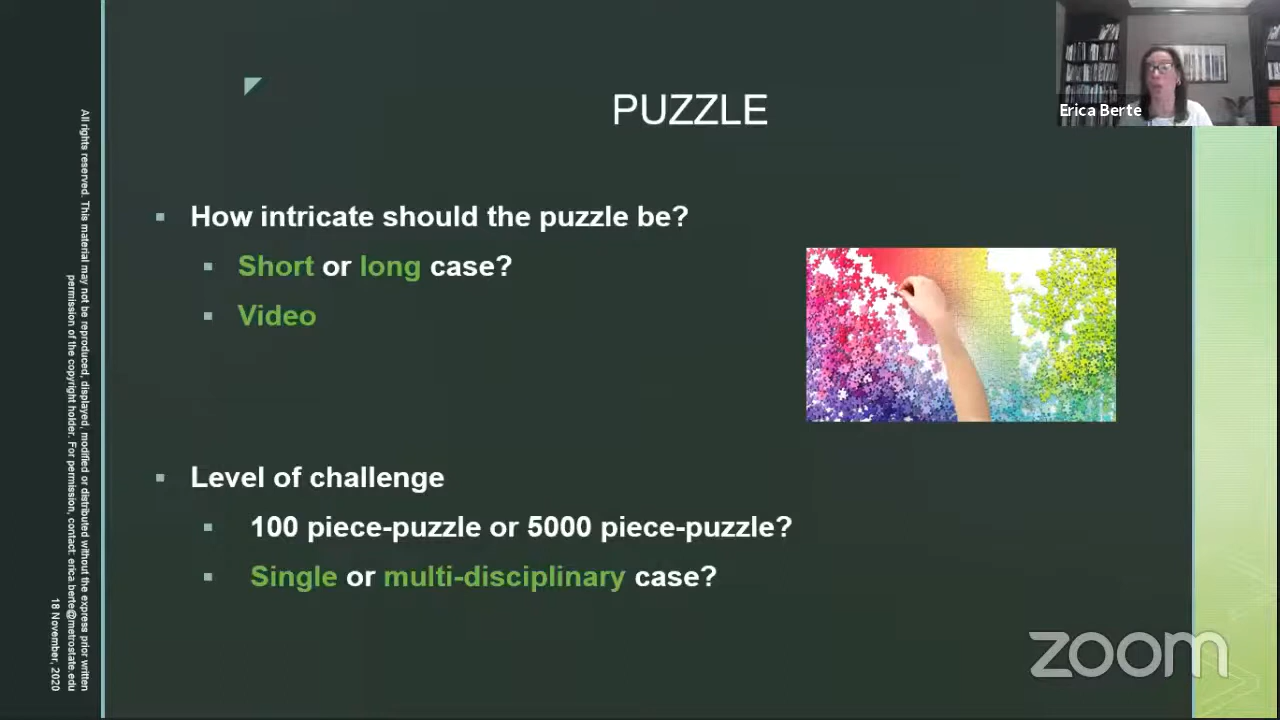 PUZZLE
Erica Berte
How intricate should the puzzle be?
Short or long case?
Video
Level of challenge
100 piece-puzzle or 5000 piece-puzzle?
Single or multi-disciplinary case?
All rights reserved. This material may not be reproduced, displayed, modified or distributed without the express prior written
permission of the copyright holder. For permission, contact: erica.berte@metrostate.edu
18 November, 2020
zoom